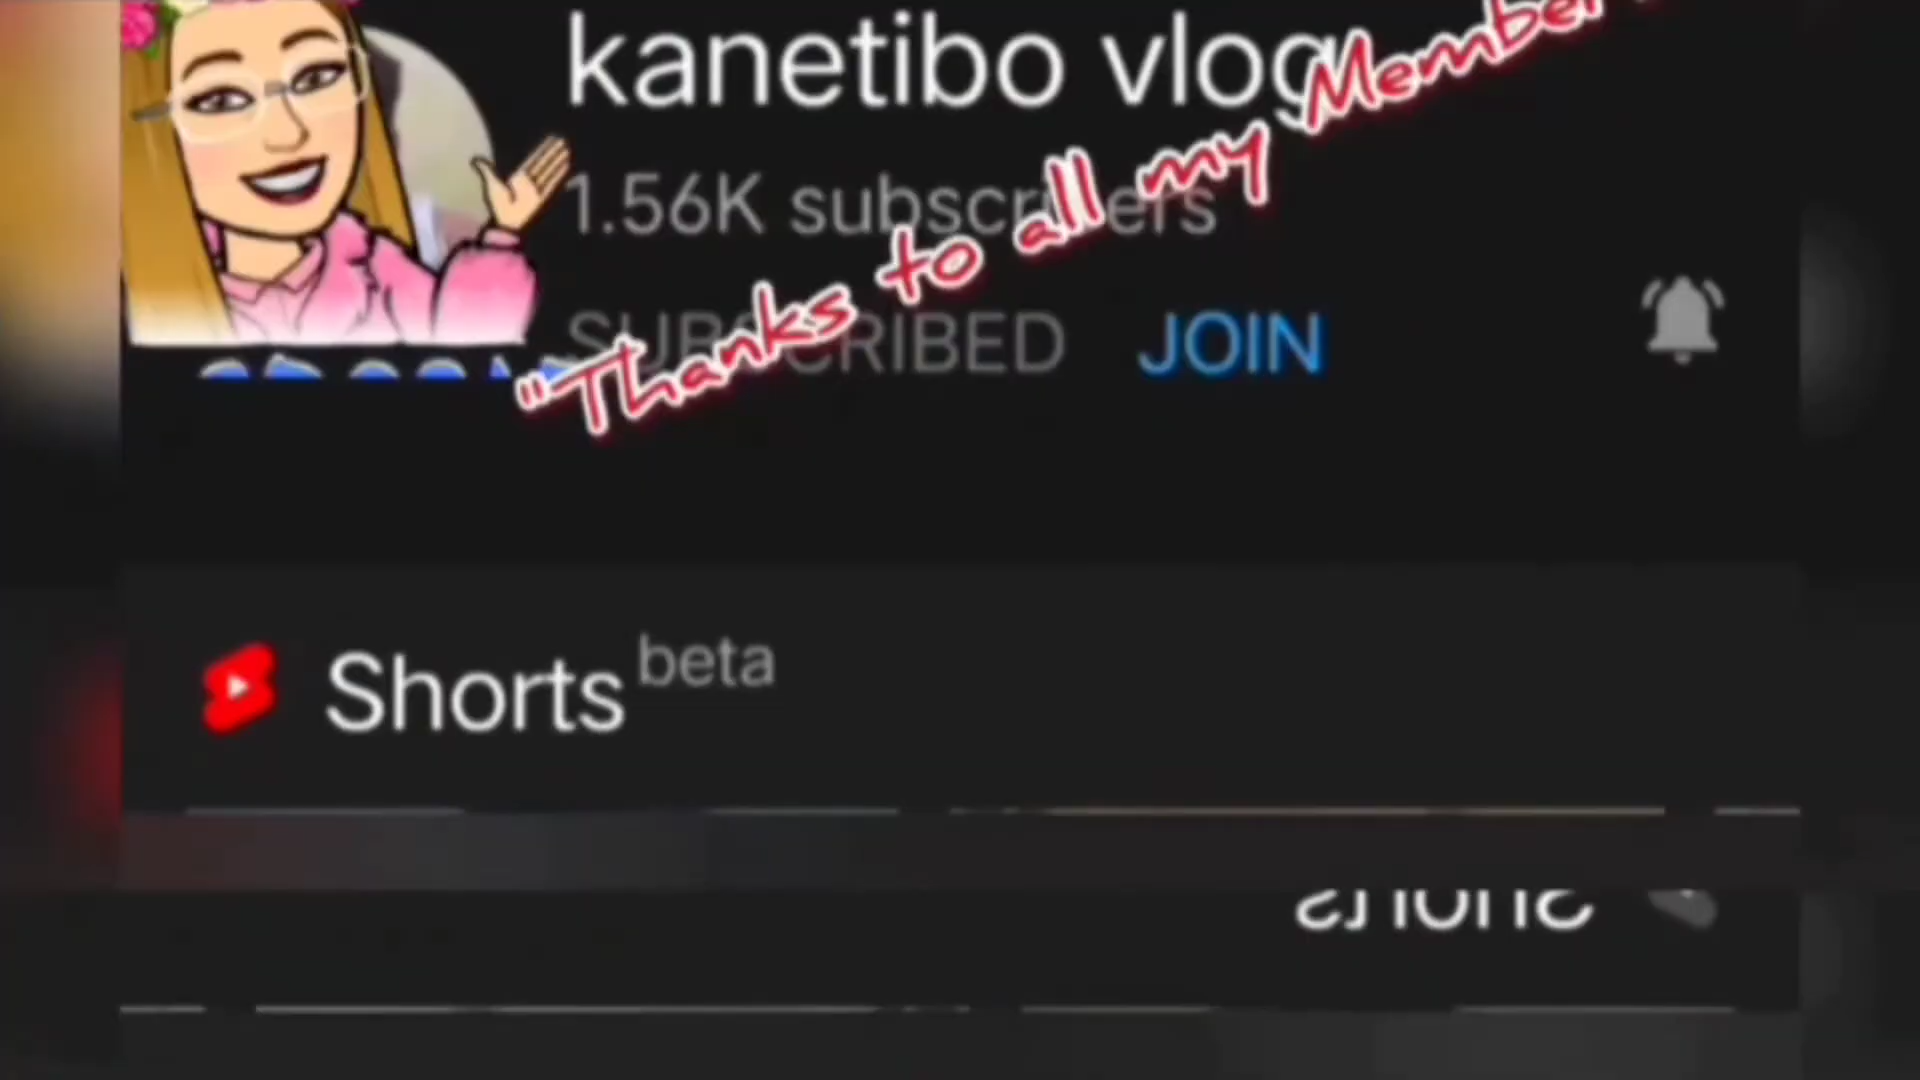 kanetibo vlog
1.56K subscribers
SUBSCRIBED JOIN
"Thanks to all my Member
Shorts beta